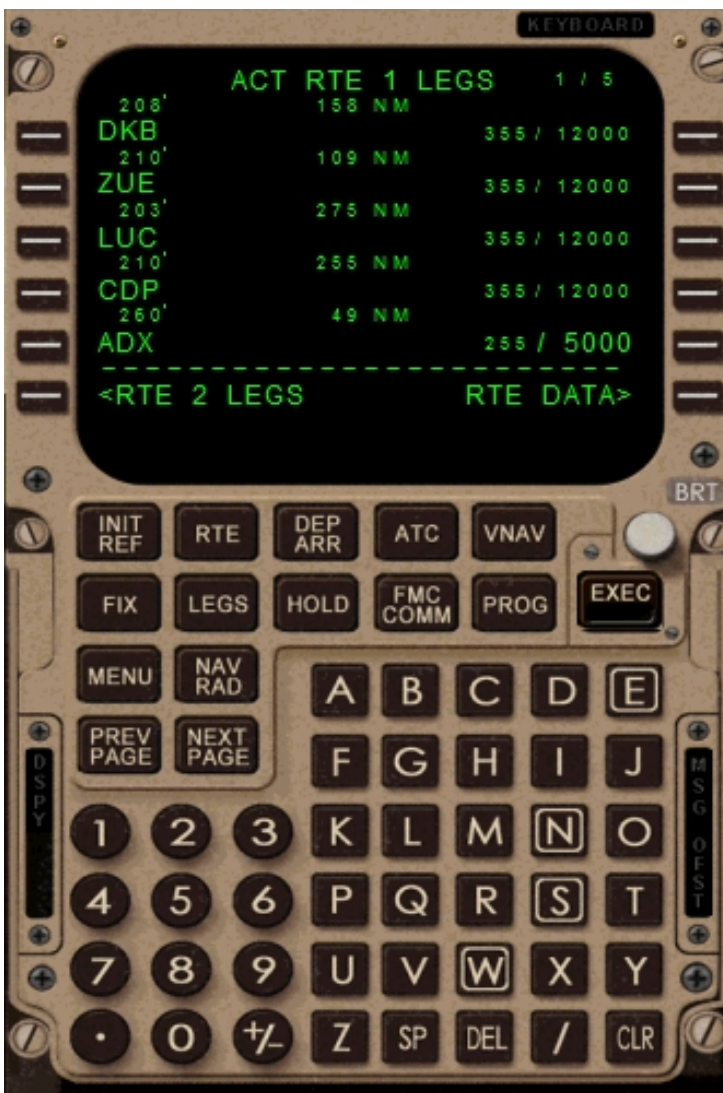 KEYBOARD
ACT RTE 1 LEGS 1 / 5
208' 158 NM
DKB 355/ 12000
210' 109 NM
ZUE 355/ 12000
203' 275 NM
LUC 355/ 12000
210' 255 NM
CDP 355/ 12000
260' 49 NM
ADX 255 / 5000
------------------------------
<RTE 2 LEGS RTE DATA>
BRT
INIT REF RTE DEP ARR ATC VNAV
FIX LEGS HOLD FMC COMM PROG EXEC
MENU NAV RAD
PREV PAGE NEXT PAGE
A B C D E
F G H I J
1 2 3 K L M N O
4 5 6 P Q R S T
7 8 9 U V W X Y
. 0 +/- Z SP DEL / CLR
DSPY
MSG OFST